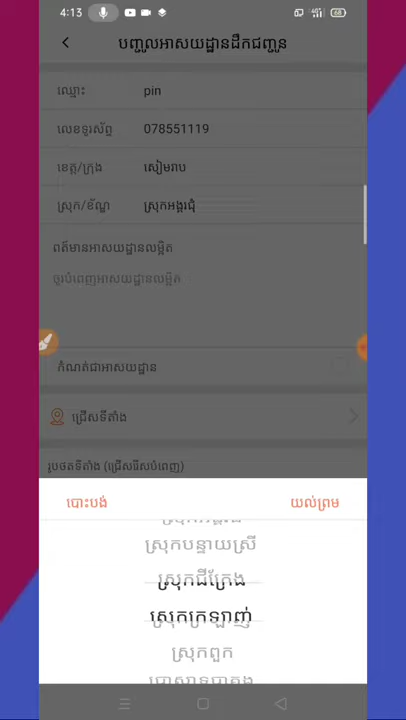 4:13
បញ្ចូលអាសយដ្ឋានដឹកជញ្ជូន
ឈ្មោះ pin
លេខទូរស័ព្ទ 078551119
ខេត្ត/ក្រុង សៀមរាប
ស្រុក/ខ័ណ្ឌ ស្រុកអង្គរជុំ
ព័ត៌មានអាសយដ្ឋានលម្អិត
ចូរបំពេញអាសយដ្ឋានលម្អិត
កំណត់ជាអាសយដ្ឋាន
ជ្រើសទីតាំង
រូបថតទីតាំង (ជ្រើសរើសបំពេញ)
បោះបង់ យល់ព្រម
ស្រុកបន្ទាយស្រី
ស្រុកជីក្រែង
ស្រុកក្រឡាញ់
ស្រុកពួក